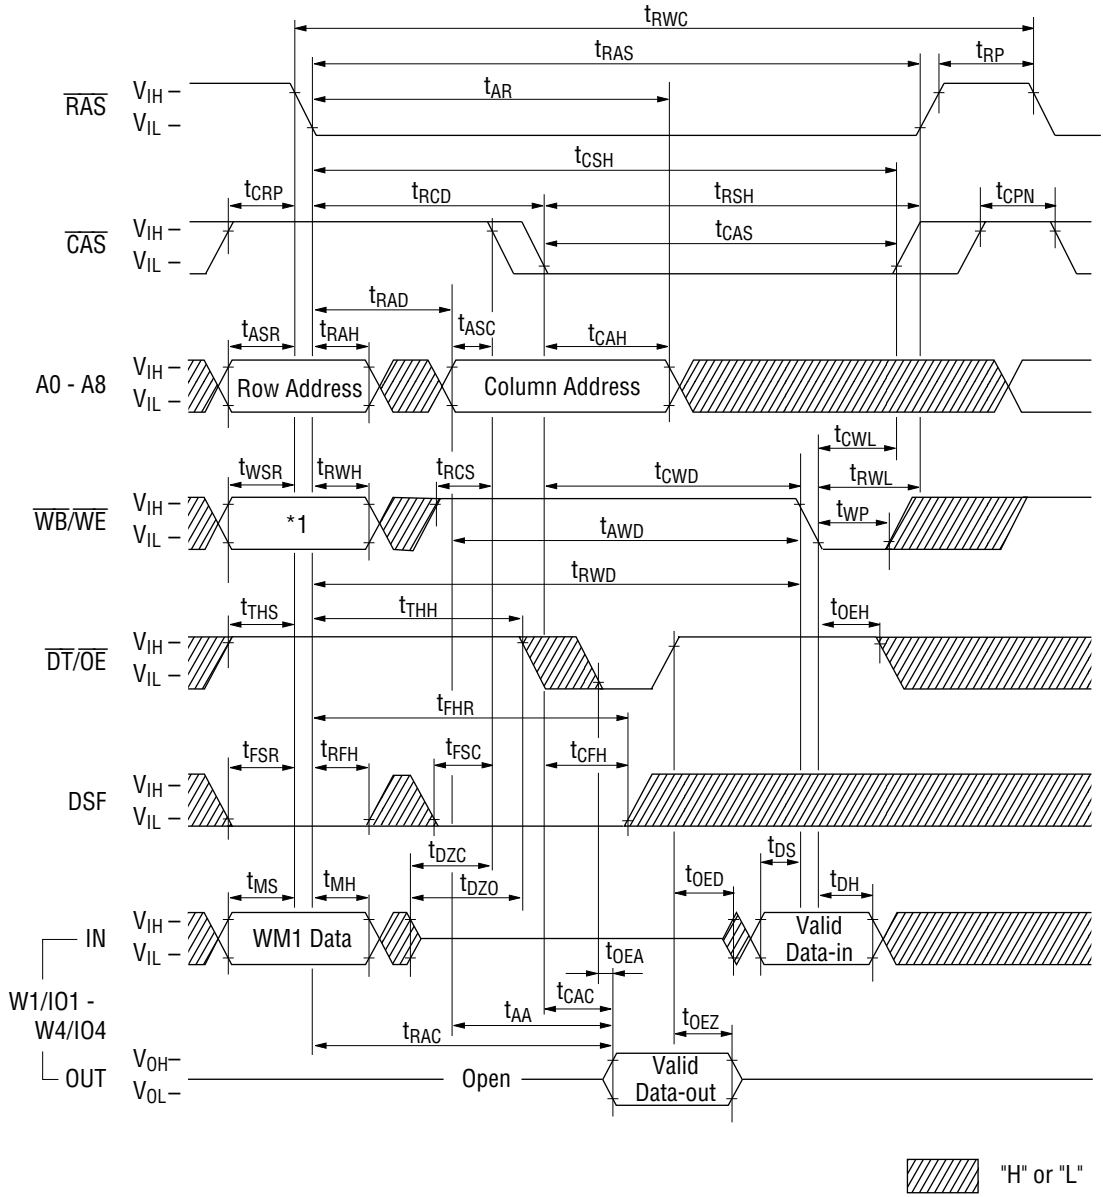 tRWC
tRAS
tRP
RAS
VIH
VIL
tAR
tCSH
tCRP
tRCD
tRSH
tCPN
CAS
VIH
VIL
tCAS
tRAD
tASR
tRAH
tASC
tCAH
A0 - A8
VIH
VIL
Row Address
Column Address
tCWL
tWSR
tRWH
tRCS
tCWD
tRWL
WB/WE
VIH
VIL
*1
tWP
tAWD
tRWD
tTHS
tTHH
tOEH
DT/OE
VIH
VIL
tFHR
tFSR
tRFH
tFSC
tCFH
DSF
VIH
VIL
tDZC
tDS
tMS
tMH
tDZO
tOED
tDH
IN
VIH
VIL
WM1 Data
Valid
Data-in
tOEA
W1/IO1 -
W4/IO4
tCAC
tAA
tOEZ
tRAC
OUT
VOH
VOL
Open
Valid
Data-out
"H" or "L"